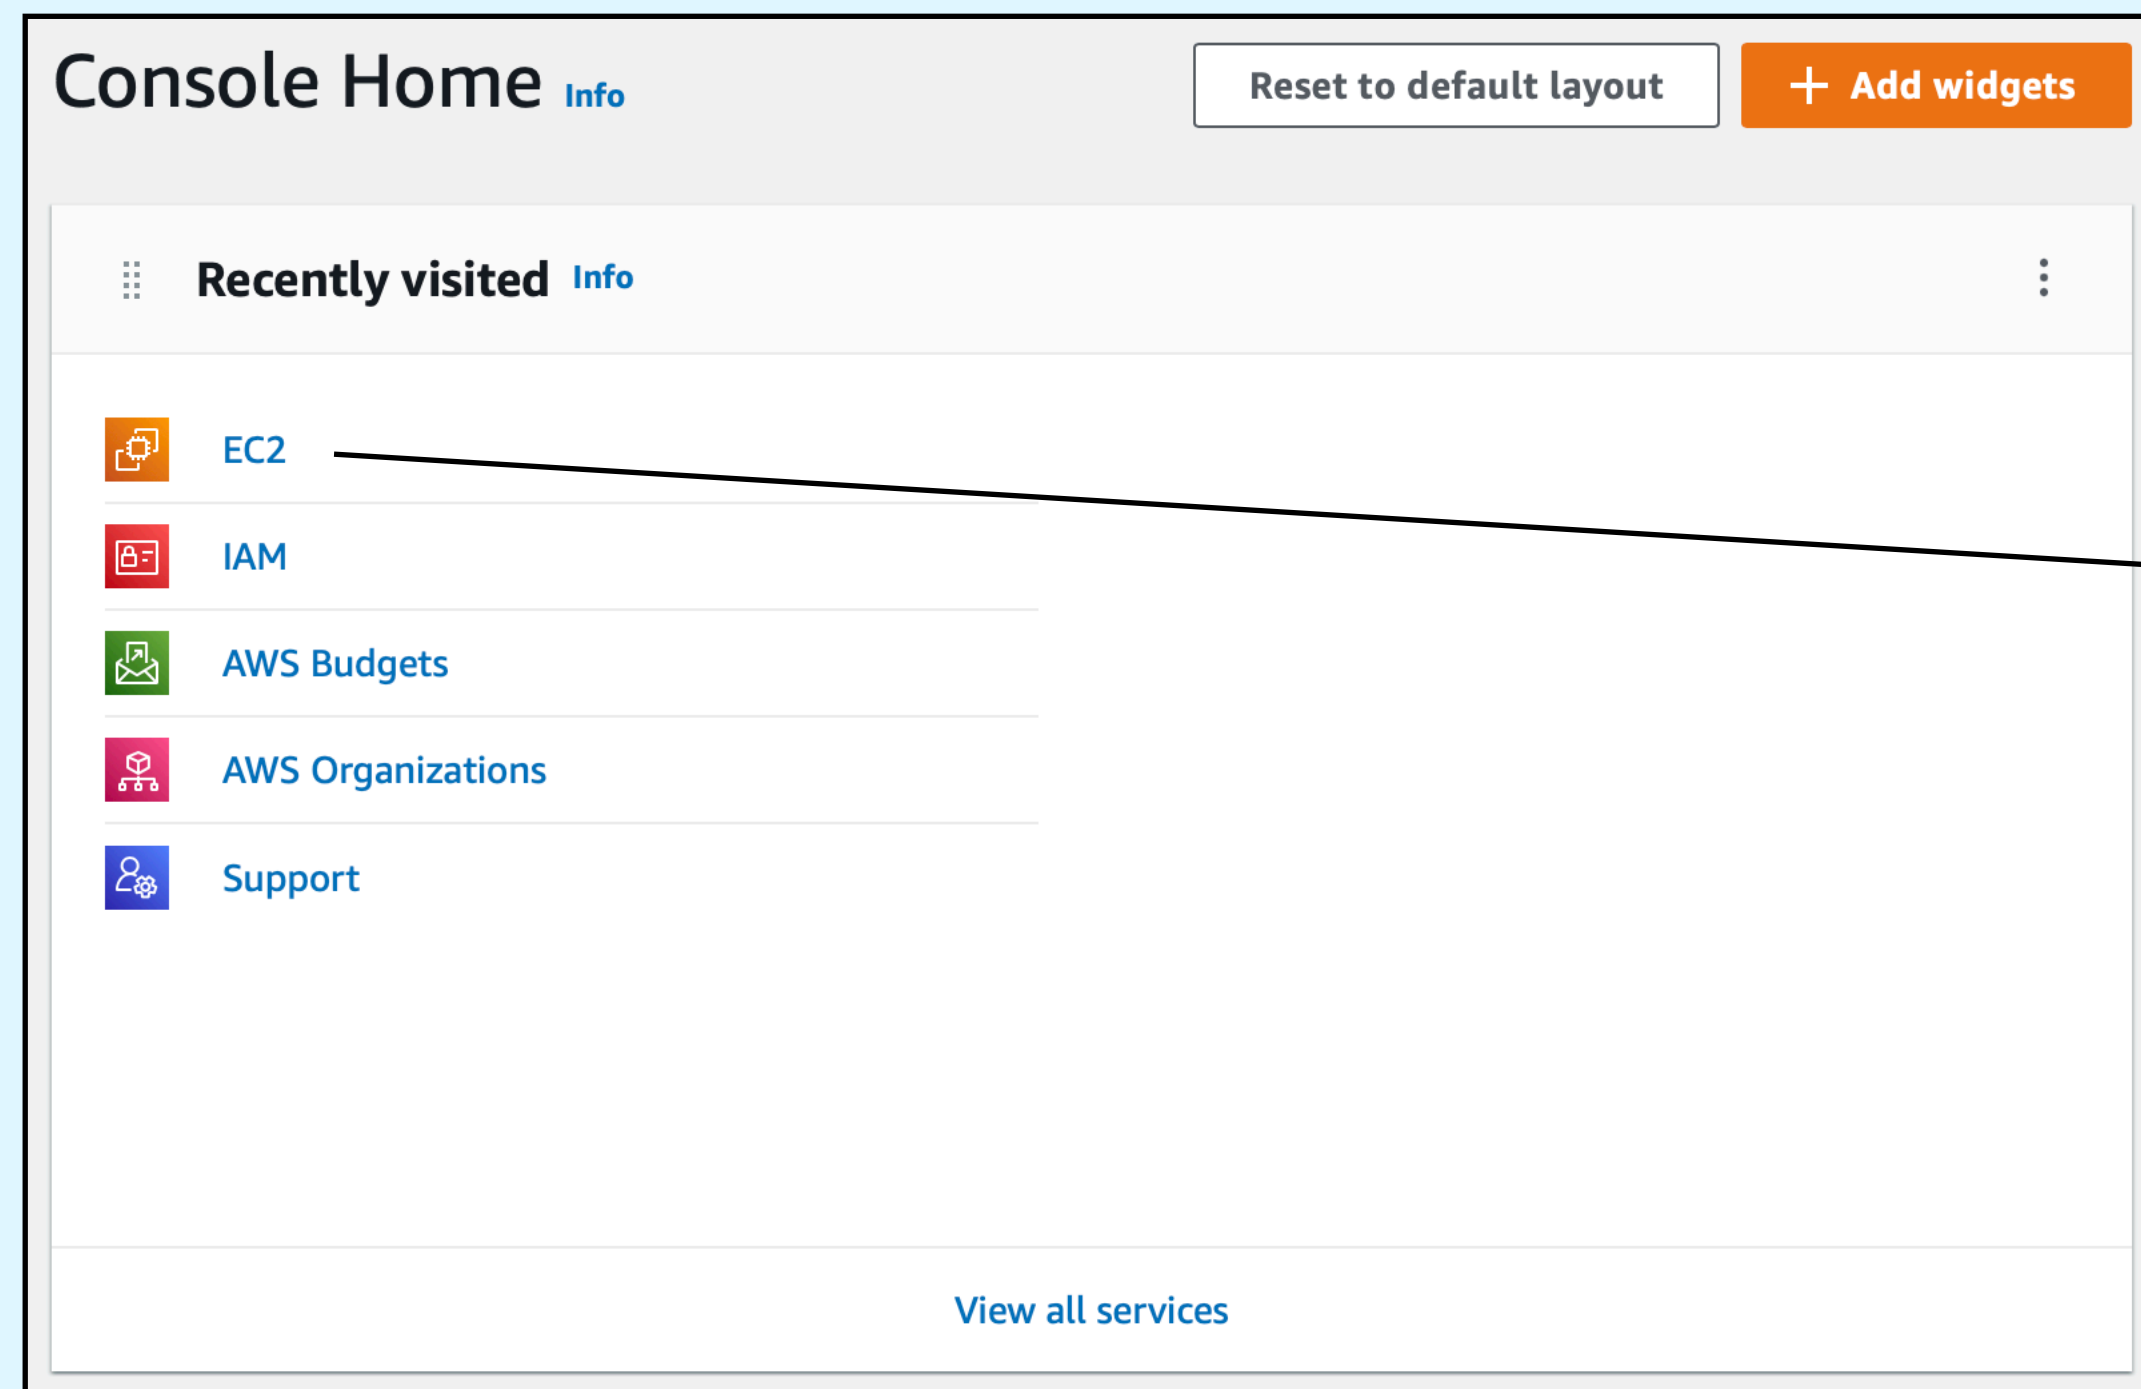 Console Home Info
Reset to default layout
+ Add widgets
Recently visited Info
EC2
IAM
AWS Budgets
AWS Organizations
Support
View all services